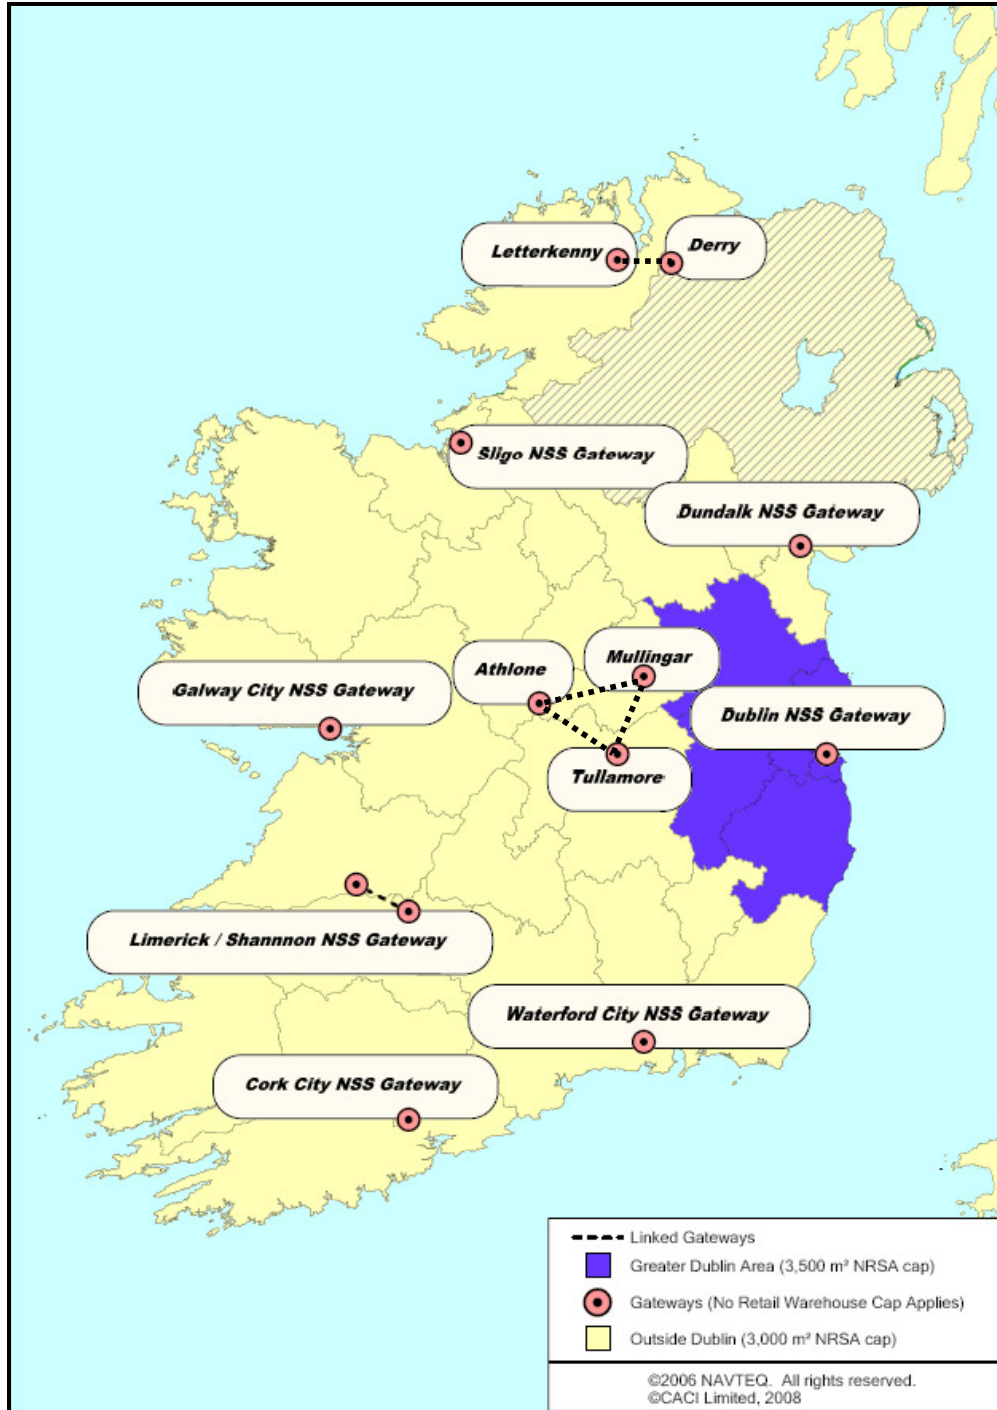 Letterkenny
Derry
Sligo NSS Gateway
Dundalk NSS Gateway
Mullingar
Athlone
Galway City NSS Gateway
Dublin NSS Gateway
Tullamore
Limerick / Shannnon NSS Gateway
Waterford City NSS Gateway
Cork City NSS Gateway
Linked Gateways
Greater Dublin Area (3,500 m² NRSA cap)
Gateways (No Retail Warehouse Cap Applies)
Outside Dublin (3,000 m² NRSA cap)
©2006 NAVTEQ. All rights reserved.
©CACI Limited, 2008